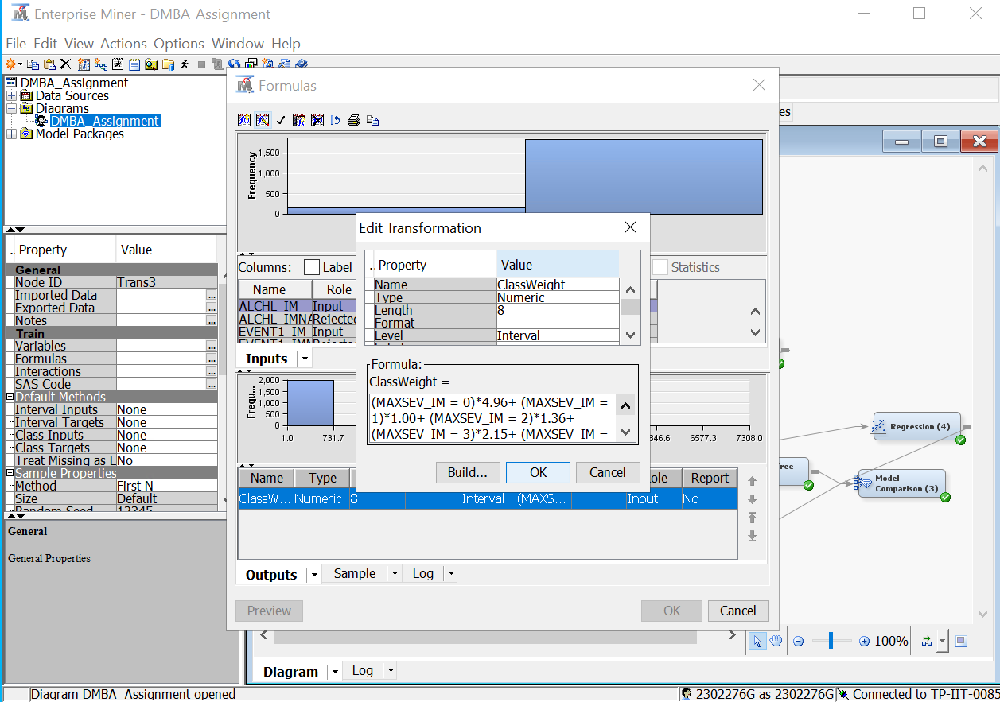 Enterprise Miner - DMBA_Assignment
File Edit View Actions Options Window Help
DMBA_Assignment
Data Sources
Diagrams
DMBA_Assignment
Model Packages
. Property Value
General
Node ID Trans3
Imported Data ...
Exported Data ...
Notes ...
Train
Variables ...
Formulas ...
Interactions ...
SAS Code ...
Default Methods
Interval Inputs None
Interval Targets None
Class Inputs None
Class Targets None
Treat Missing as L No
Sample Properties
Method First N
Size Default
Random Seed 12345
General
General Properties
Formulas
Frequency
1,500
1,000
500
0
Columns: Label Statistics
Name Role
ALCHL_IM Input
ALCHL_IMNA Rejected
EVENT1_IM Input
Inputs
Frequ...
2,000
1,500
1,000
500
0
1.0 731.7 846.6 6577.3 7308.0
Name Type ole Report
ClassW... Numeric 8 Interval (MAXS... Input No
Outputs Sample Log
Preview OK Cancel
Edit Transformation
.. Property Value
Name ClassWeight
Type Numeric
Length 8
Format
Level Interval
Formula:
ClassWeight =
(MAXSEV_IM = 0)*4.96+ (MAXSEV_IM =
1)*1.00+ (MAXSEV_IM = 2)*1.36+
(MAXSEV_IM = 3)*2.15+ (MAXSEV_IM =
Build... OK Cancel
es
Regression (4)
ree
Model
Comparison (3)
100%
Diagram Log
Diagram DMBA_Assignment opened
2302276G as 2302276G Connected to TP-IIT-0085